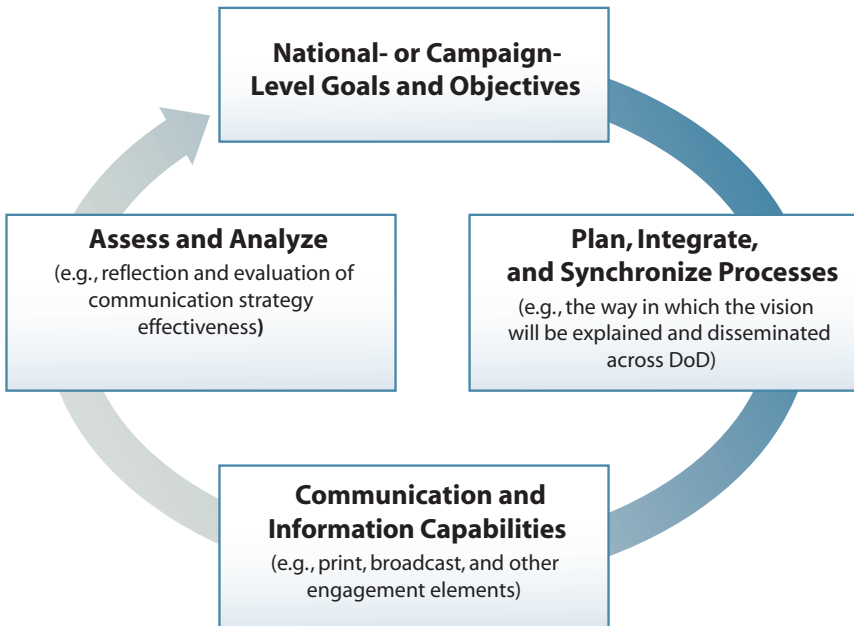 National- or Campaign-
Level Goals and Objectives
Assess and Analyze
(e.g., reflection and evaluation of
communication strategy
effectiveness)
Plan, Integrate,
and Synchronize Processes
(e.g., the way in which the vision
will be explained and disseminated
across DoD)
Communication and
Information Capabilities
(e.g., print, broadcast, and other
engagement elements)